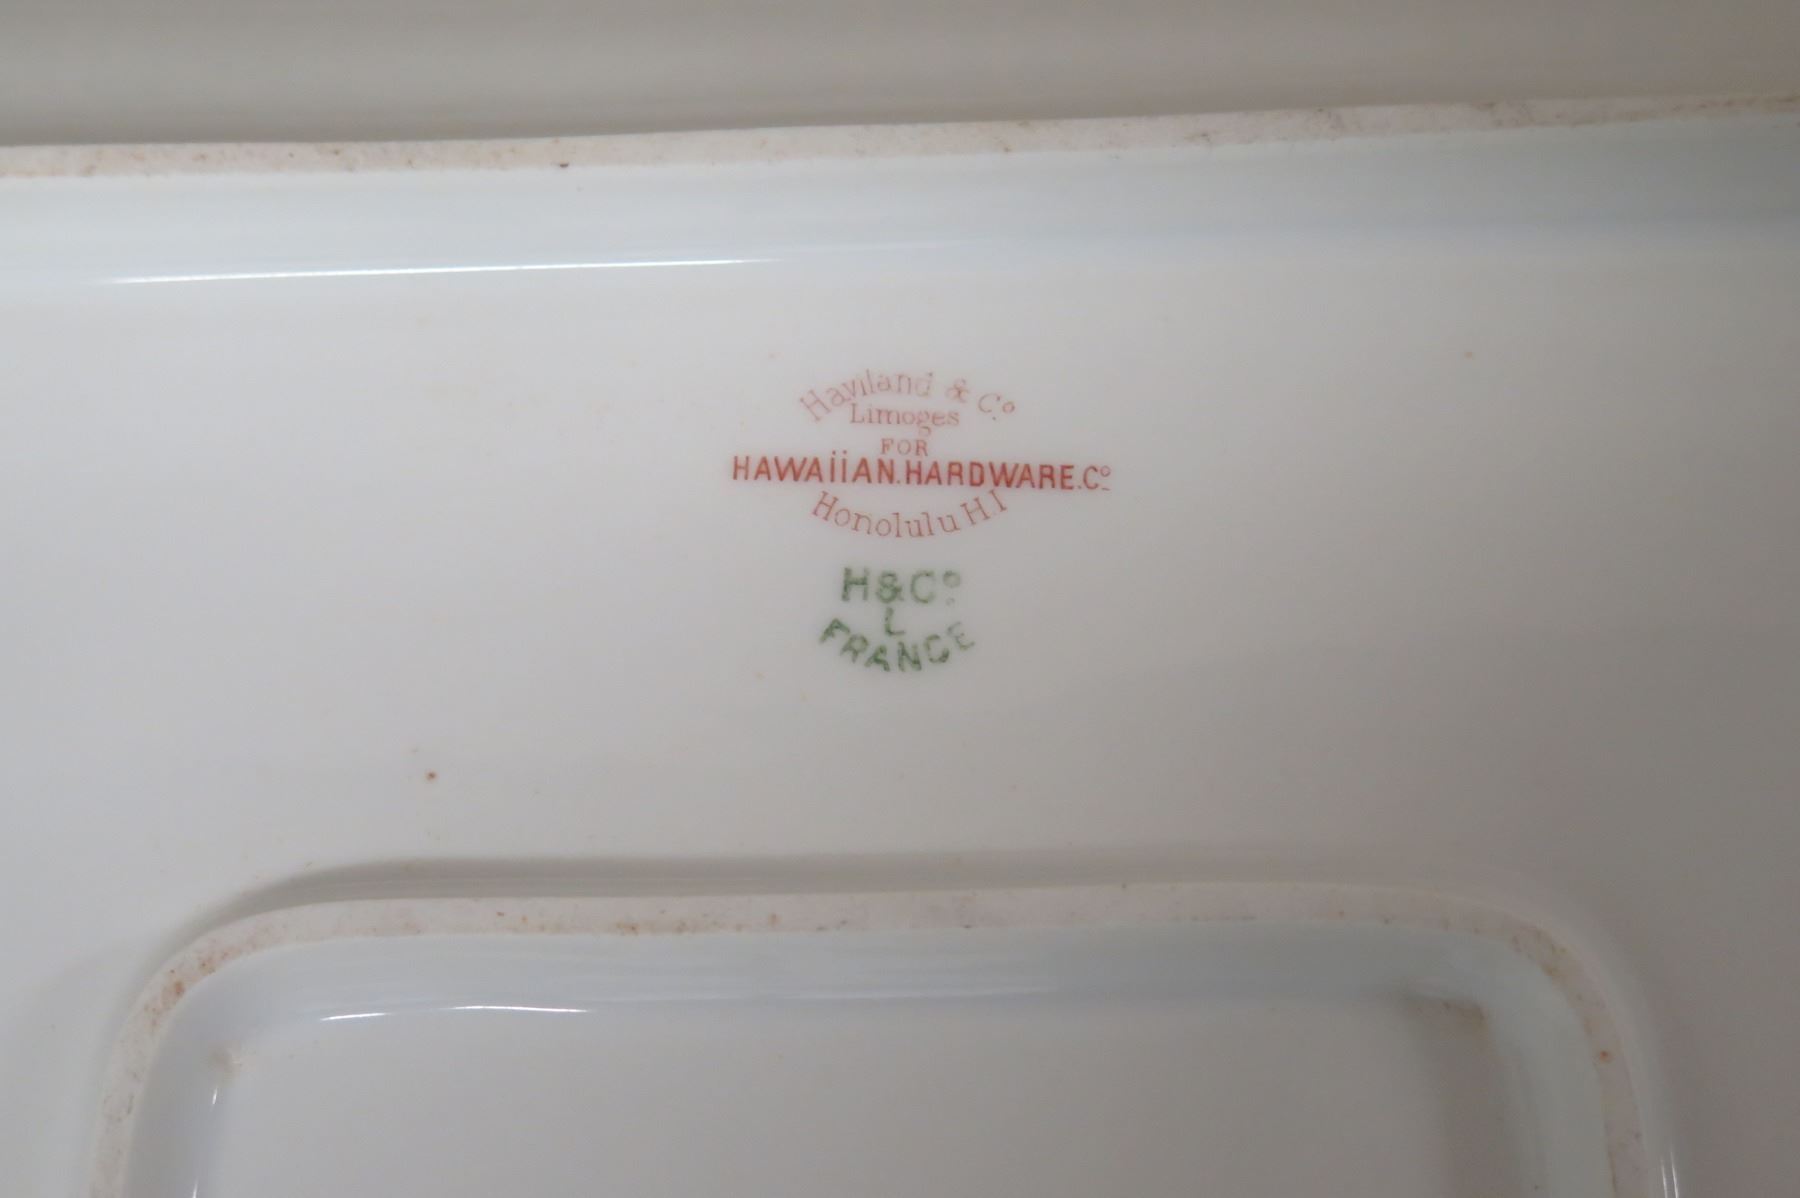 Haviland & Co.
Limoges
FOR
HAWAiiAN.HARDWARE.Co
Honolulu H.I
H&Co
L
FRANCE